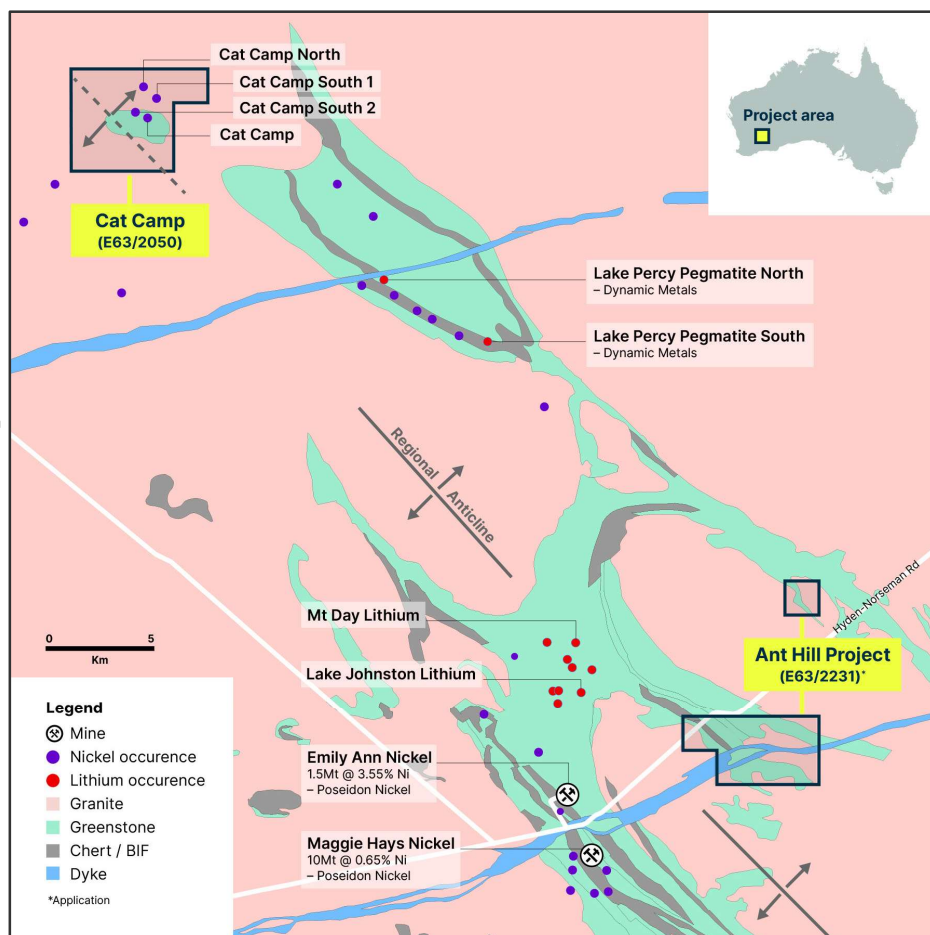 Cat Camp North
Cat Camp South 1
Cat Camp South 2
Cat Camp
Project area
Cat Camp
(E63/2050)
Lake Percy Pegmatite North
– Dynamic Metals
Lake Percy Pegmatite South
– Dynamic Metals
Regional
Anticline
Hyden-Norseman Rd
Mt Day Lithium
Lake Johnston Lithium
Ant Hill Project
(E63/2231)*
0 5
Km
Emily Ann Nickel
1.5Mt @ 3.55% Ni
– Poseidon Nickel
Maggie Hays Nickel
10Mt @ 0.65% Ni
– Poseidon Nickel
Legend
Mine
Nickel occurence
Lithium occurence
Granite
Greenstone
Chert / BIF
Dyke
*Application